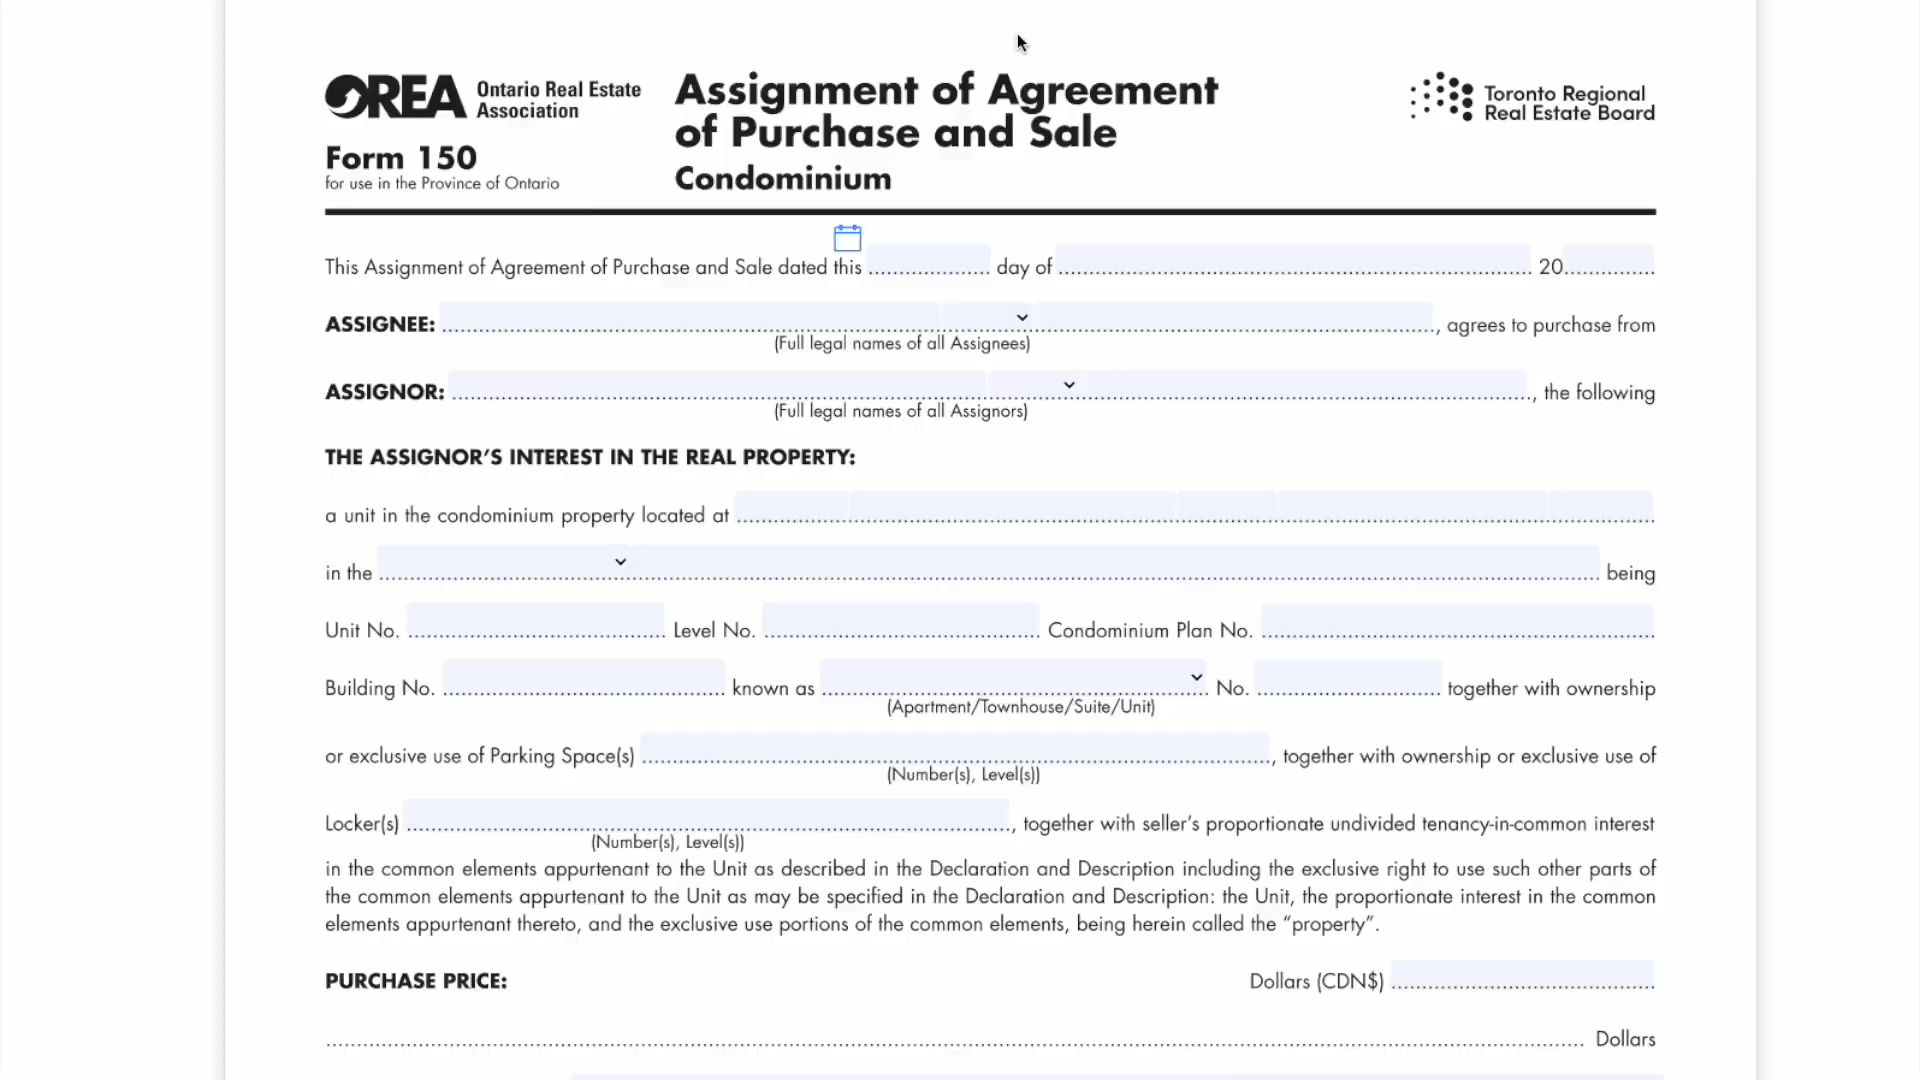 OREA Ontario Real Estate Association
Form 150
for use in the Province of Ontario
Assignment of Agreement
of Purchase and Sale
Condominium
Toronto Regional
Real Estate Board
This Assignment of Agreement of Purchase and Sale dated this .................... day of .................... 20....................
ASSIGNEE: ...................., agrees to purchase from
(Full legal names of all Assignees)
ASSIGNOR: ...................., the following
(Full legal names of all Assignors)
THE ASSIGNOR'S INTEREST IN THE REAL PROPERTY:
a unit in the condominium property located at ....................
in the .................... being
Unit No. .................... Level No. .................... Condominium Plan No. ....................
Building No. .................... known as .................... No. .................... together with ownership
(Apartment/Townhouse/Suite/Unit)
or exclusive use of Parking Space(s) ...................., together with ownership or exclusive use of
(Number(s), Level(s))
Locker(s) ...................., together with seller's proportionate undivided tenancy-in-common interest
(Number(s), Level(s))
in the common elements appurtenant to the Unit as described in the Declaration and Description including the exclusive right to use such other parts of
the common elements appurtenant to the Unit as may be specified in the Declaration and Description: the Unit, the proportionate interest in the common
elements appurtenant thereto, and the exclusive use portions of the common elements, being herein called the "property".
PURCHASE PRICE: Dollars (CDN$) ....................
.................... Dollars